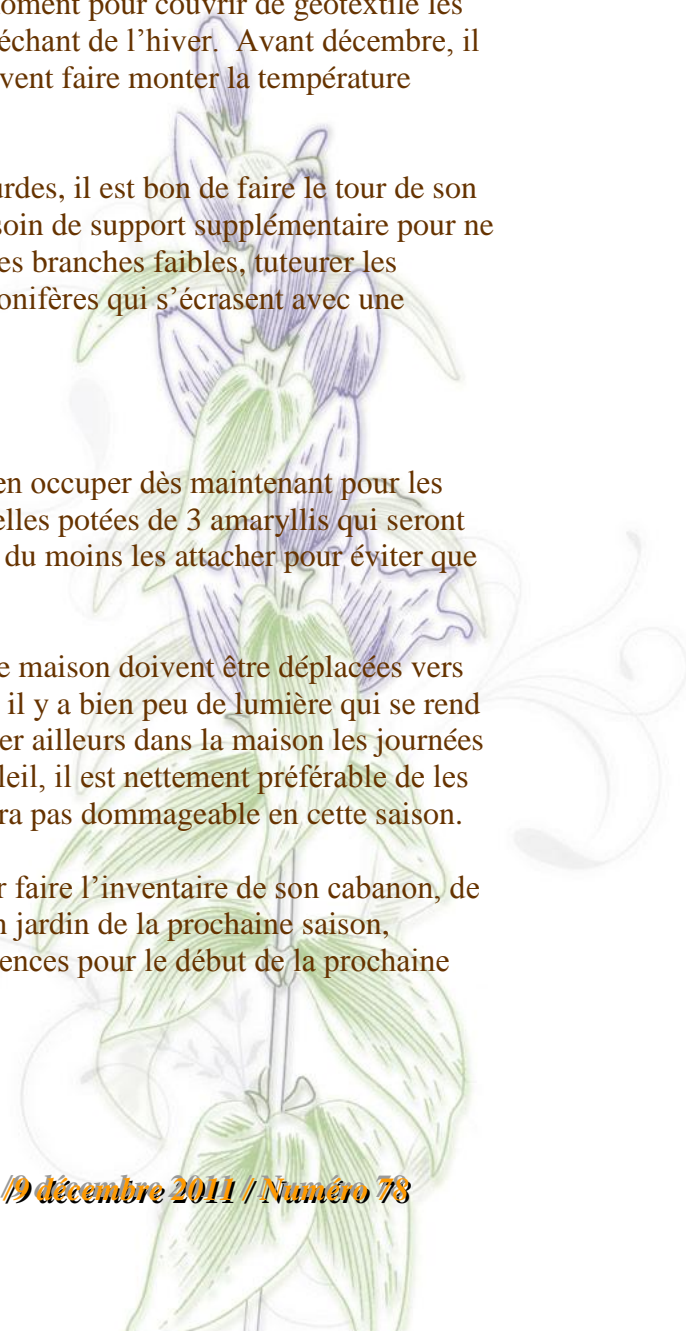 oment pour couvrir de géotextile les
échant de l’hiver.  Avant décembre, il
vent faire monter la température
urdes, il est bon de faire le tour de son
soin de support supplémentaire pour ne
es branches faibles, tuteurer les
onifères qui s’écrasent avec une
en occuper dès maintenant pour les
elles potées de 3 amaryllis qui seront
du moins les attacher pour éviter que
e maison doivent être déplacées vers
il y a bien peu de lumière qui se rend
er ailleurs dans la maison les journées
leil, il est nettement préférable de les
ra pas dommageable en cette saison.
r faire l’inventaire de son cabanon, de
n jardin de la prochaine saison,
ences pour le début de la prochaine
/9 décembre 2011 / Numéro 78